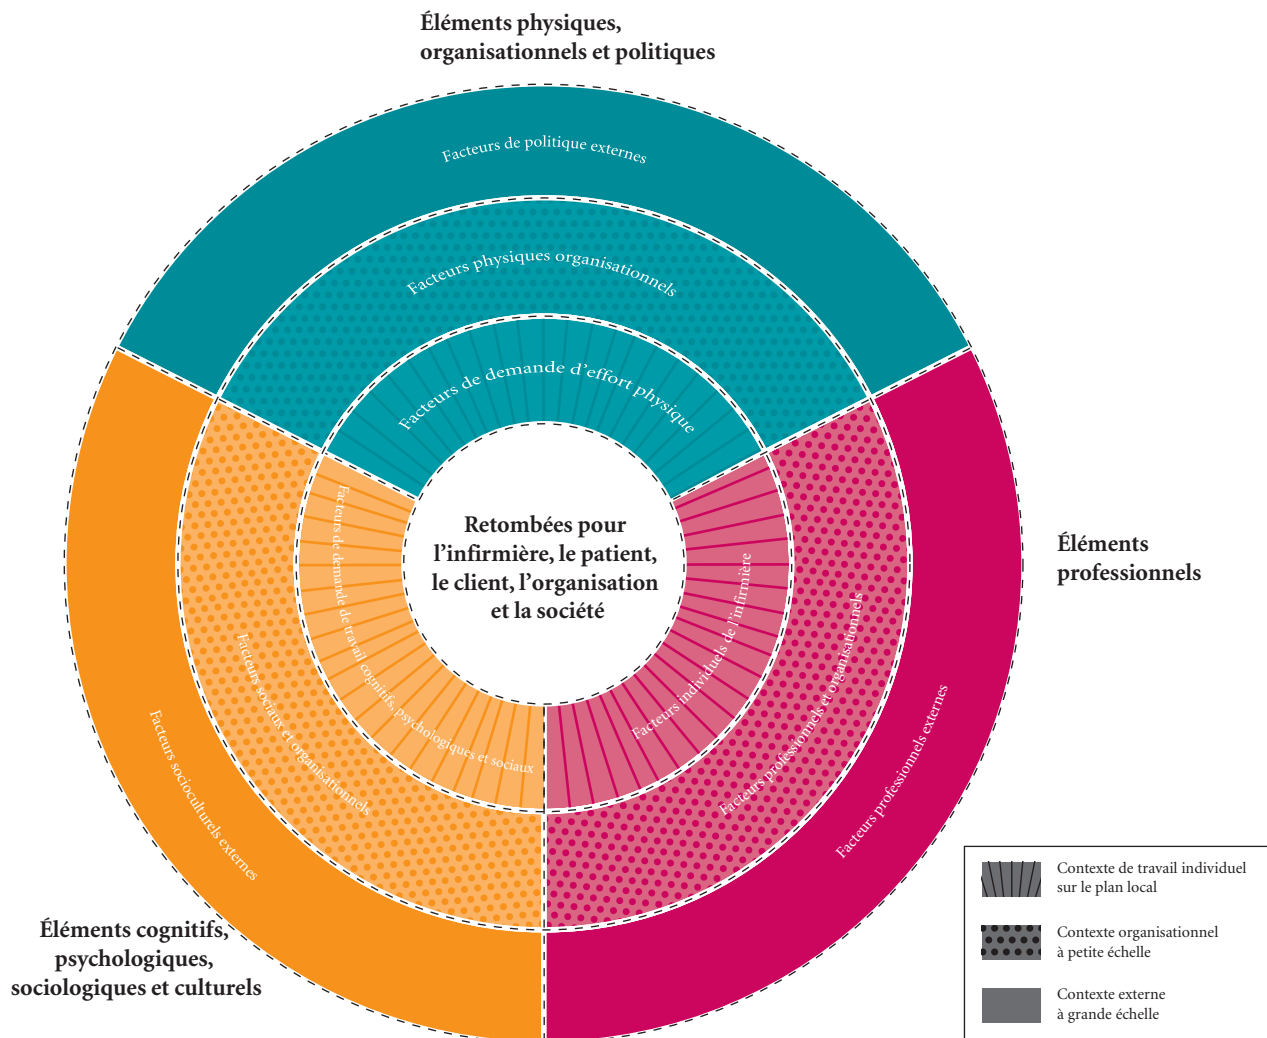 Éléments physiques,
organisationnels et politiques
Facteurs de politique externes
Facteurs physiques organisationnels
Facteurs de demande d’effort physique
Retombées pour
l’infirmière, le patient,
le client, l’organisation
et la société
Éléments
professionnels
Facteurs individuels de l’infirmière
Facteurs professionnels et organisationnels
Facteurs professionnels externes
Facteurs de demande de travail cognitifs, psychologiques et sociaux
Facteurs sociaux et organisationnels
Facteurs socioculturels externes
Éléments cognitifs,
psychologiques,
sociologiques et culturels
Contexte de travail individuel
sur le plan local
Contexte organisationnel
à petite échelle
Contexte externe
à grande échelle